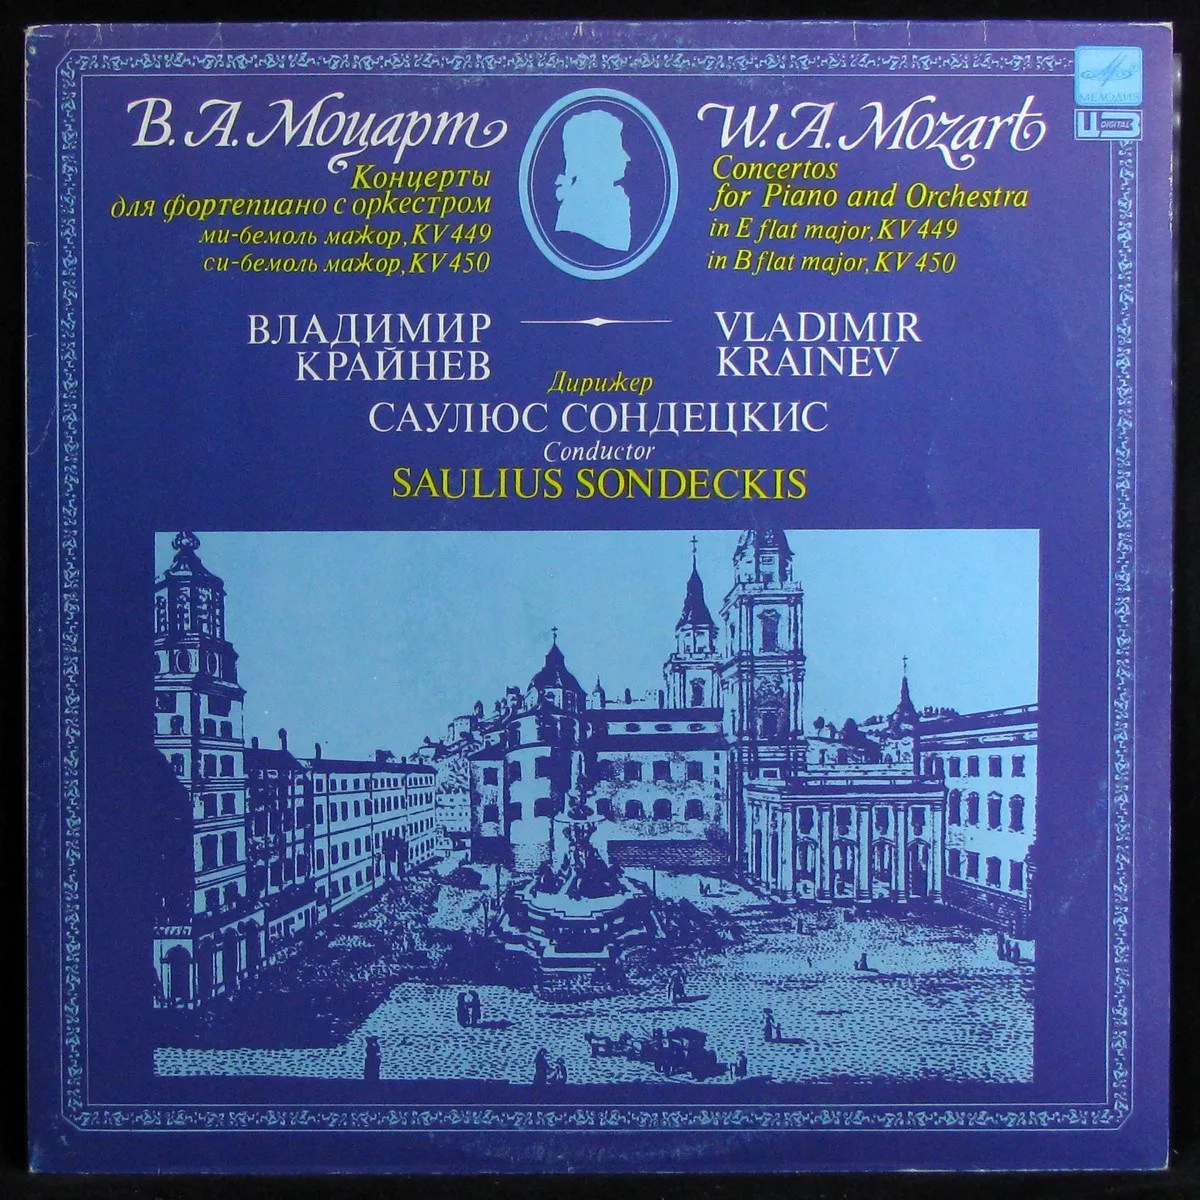 В. А. Моцарт
Концерты
для фортепиано с оркестром
ми-бемоль мажор, KV 449
си-бемоль мажор, KV 450
W. A. Mozart
Concertos
for Piano and Orchestra
in E flat major, KV 449
in B flat major, KV 450
МЕЛОДИЯ
DIGITAL
ВЛАДИМИР
КРАЙНЕВ
VLADIMIR
KRAINEV
Дирижер
САУЛЮС СОНДЕЦКИС
Conductor
SAULIUS SONDECKIS